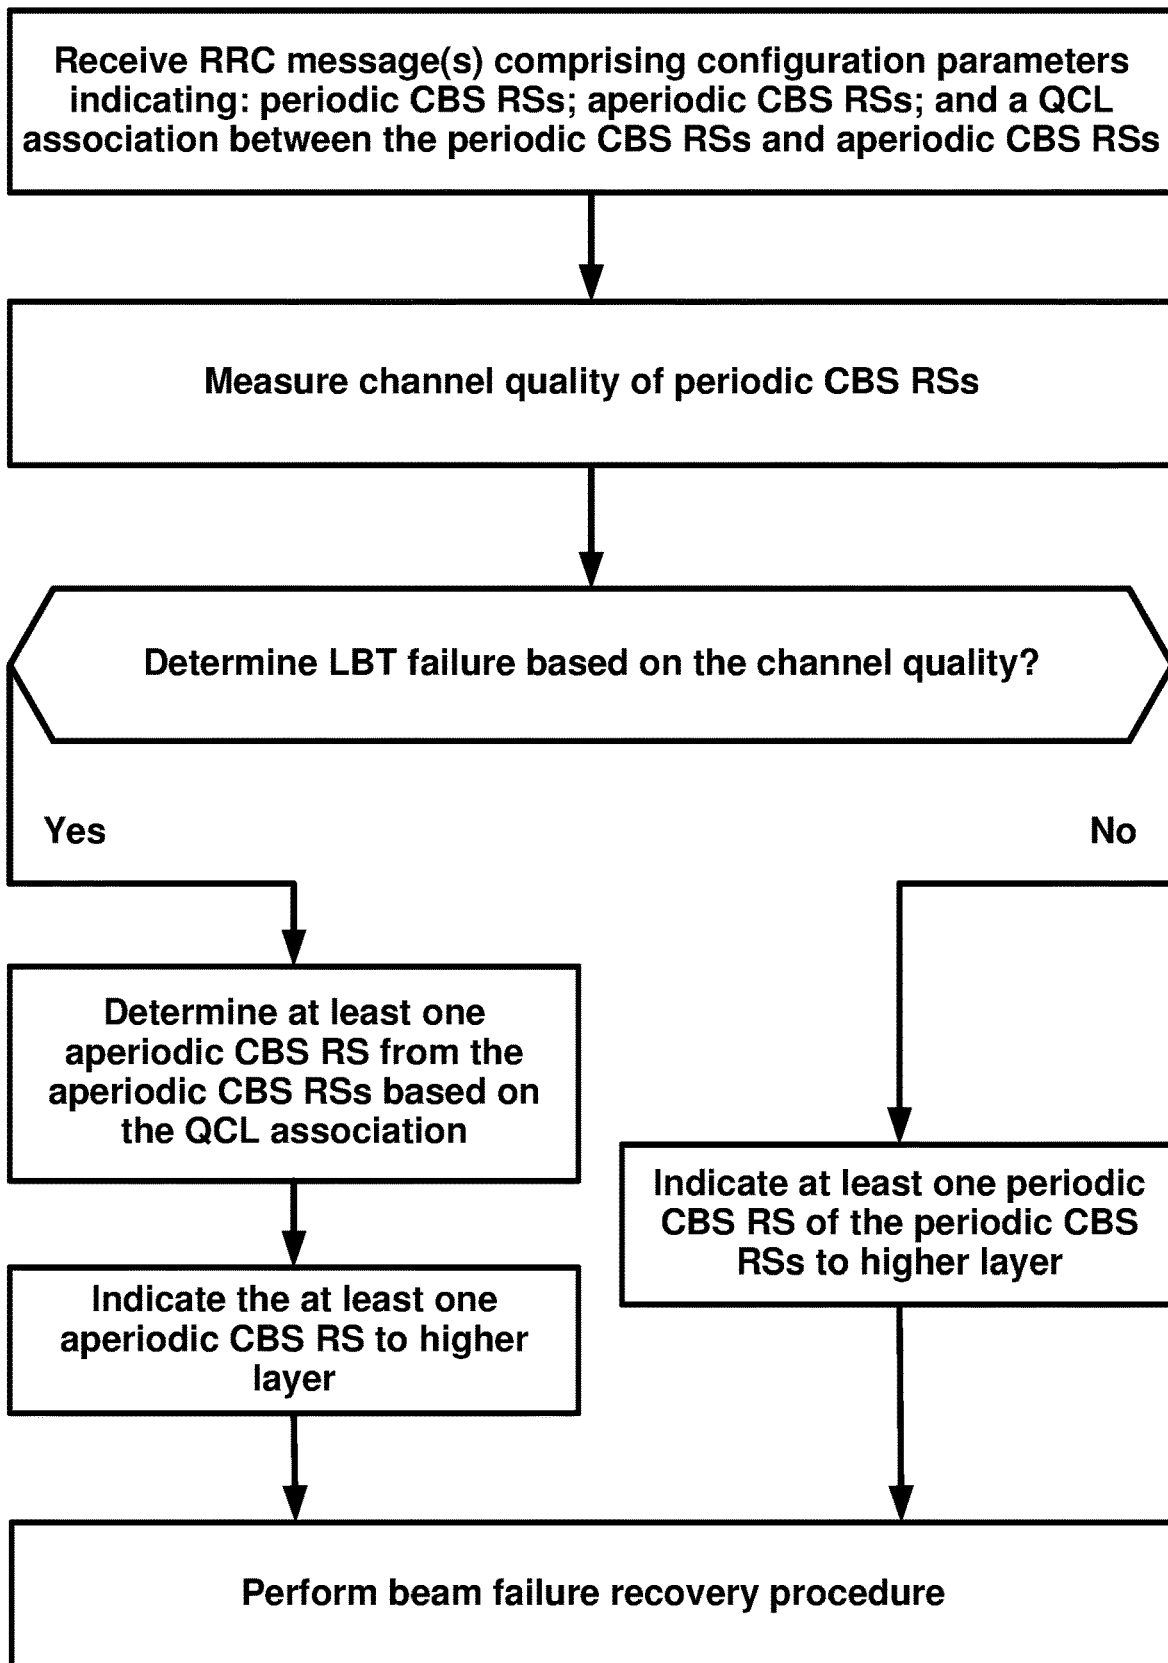 Receive RRC message(s) comprising configuration parameters
indicating: periodic CBS RSs; aperiodic CBS RSs; and a QCL
association between the periodic CBS RSs and aperiodic CBS RSs
Measure channel quality of periodic CBS RSs
Determine LBT failure based on the channel quality?
Yes
No
Determine at least one
aperiodic CBS RS from the
aperiodic CBS RSs based on
the QCL association
Indicate at least one periodic
CBS RS of the periodic CBS
RSs to higher layer
Indicate the at least one
aperiodic CBS RS to higher
layer
Perform beam failure recovery procedure